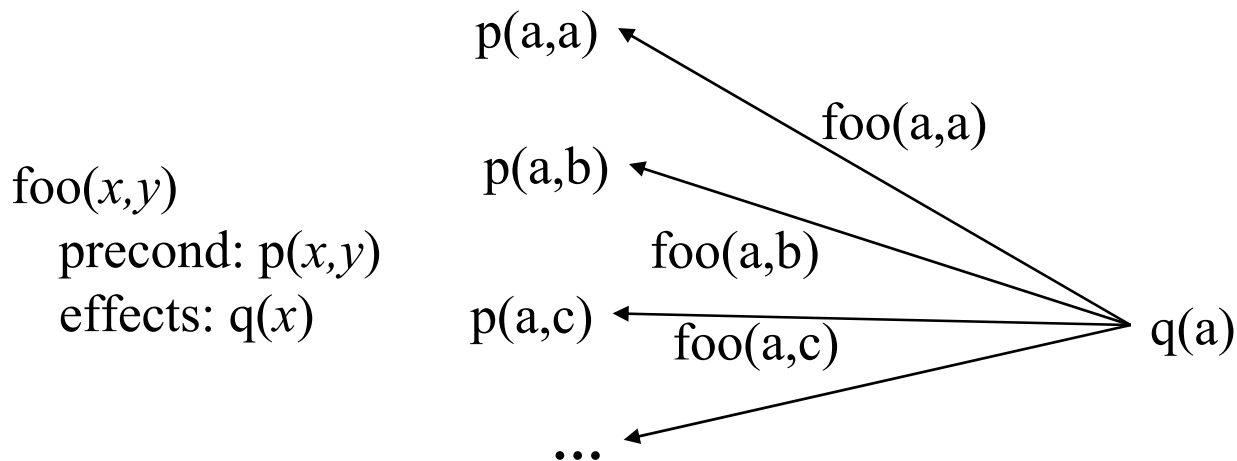 foo(x,y)
precond: p(x,y)
effects: q(x)
p(a,a)
foo(a,a)
p(a,b)
foo(a,b)
p(a,c)
foo(a,c)
q(a)
...